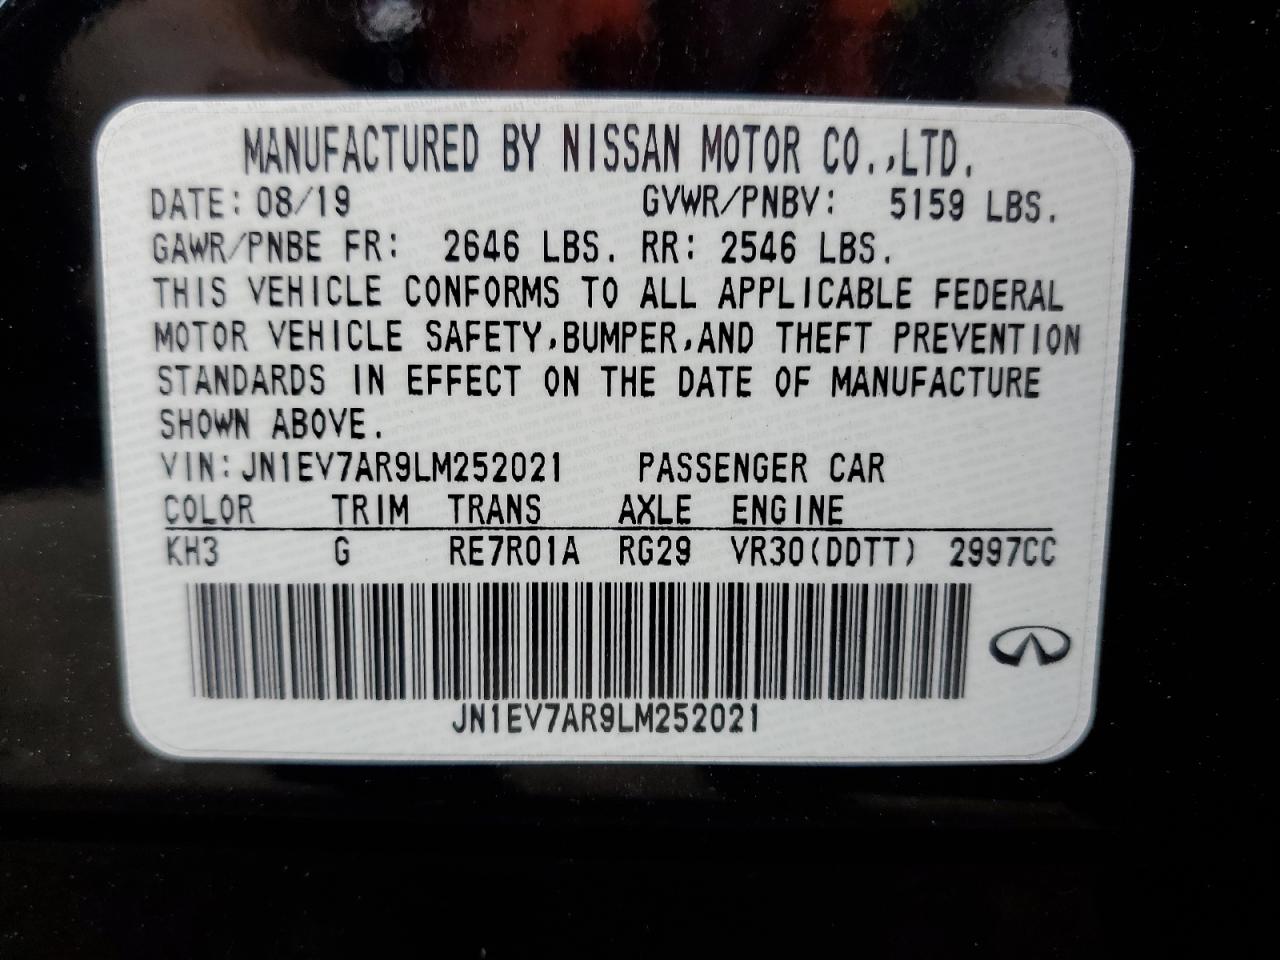 MANUFACTURED BY NISSAN MOTOR CO.,LTD.
DATE: 08/19 GVWR/PNBV: 5159 LBS.
GAWR/PNBE FR: 2646 LBS. RR: 2546 LBS.
THIS VEHICLE CONFORMS TO ALL APPLICABLE FEDERAL
MOTOR VEHICLE SAFETY,BUMPER,AND THEFT PREVENTION
STANDARDS IN EFFECT ON THE DATE OF MANUFACTURE
SHOWN ABOVE.
VIN:JN1EV7AR9LM252021 PASSENGER CAR
COLOR TRIM TRANS AXLE ENGINE
KH3 G RE7R01A RG29 VR30(DDTT) 2997CC
JN1EV7AR9LM252021